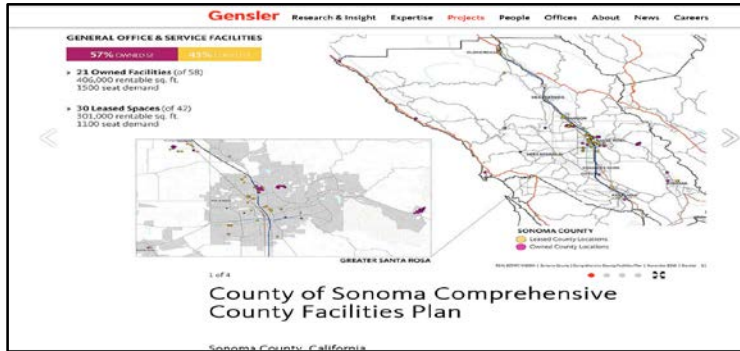 Gensler Research & Insight Expertise Projects People Offices About News Careers
GENERAL OFFICE & SERVICE FACILITIES
57% OWNED SF
43%
» 21 Owned Facilities (of 58)
406,000 rentable sq. ft.
1500 seat demand
» 30 Leased Spaces (of 42)
301,000 rentable sq. ft.
1100 seat demand
SONOMA COUNTY
Leased County Locations
Owned County Locations
GREATER SANTA ROSA
1 of 4
County of Sonoma Comprehensive
County Facilities Plan
Sonoma County, California